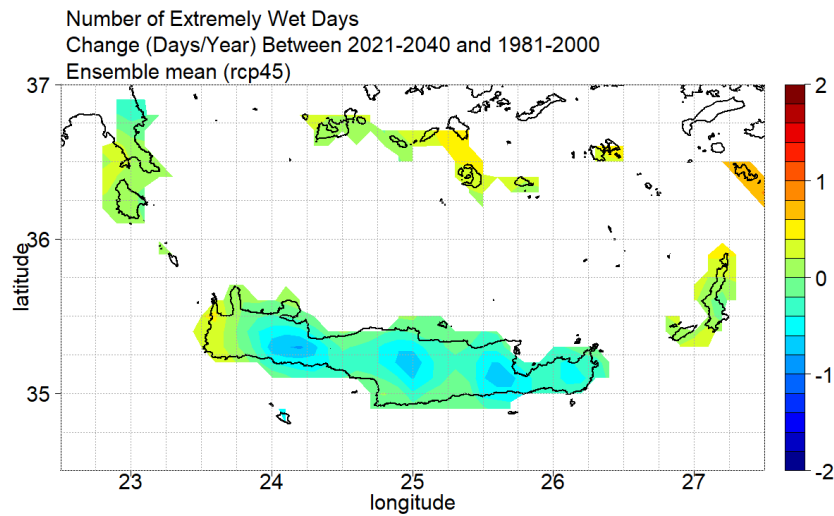 Number of Extremely Wet Days
Change (Days/Year) Between 2021-2040 and 1981-2000
Ensemble mean (rcp45)
37
36
35
latitude
23
24
25
26
27
longitude
2
1
0
-1
-2